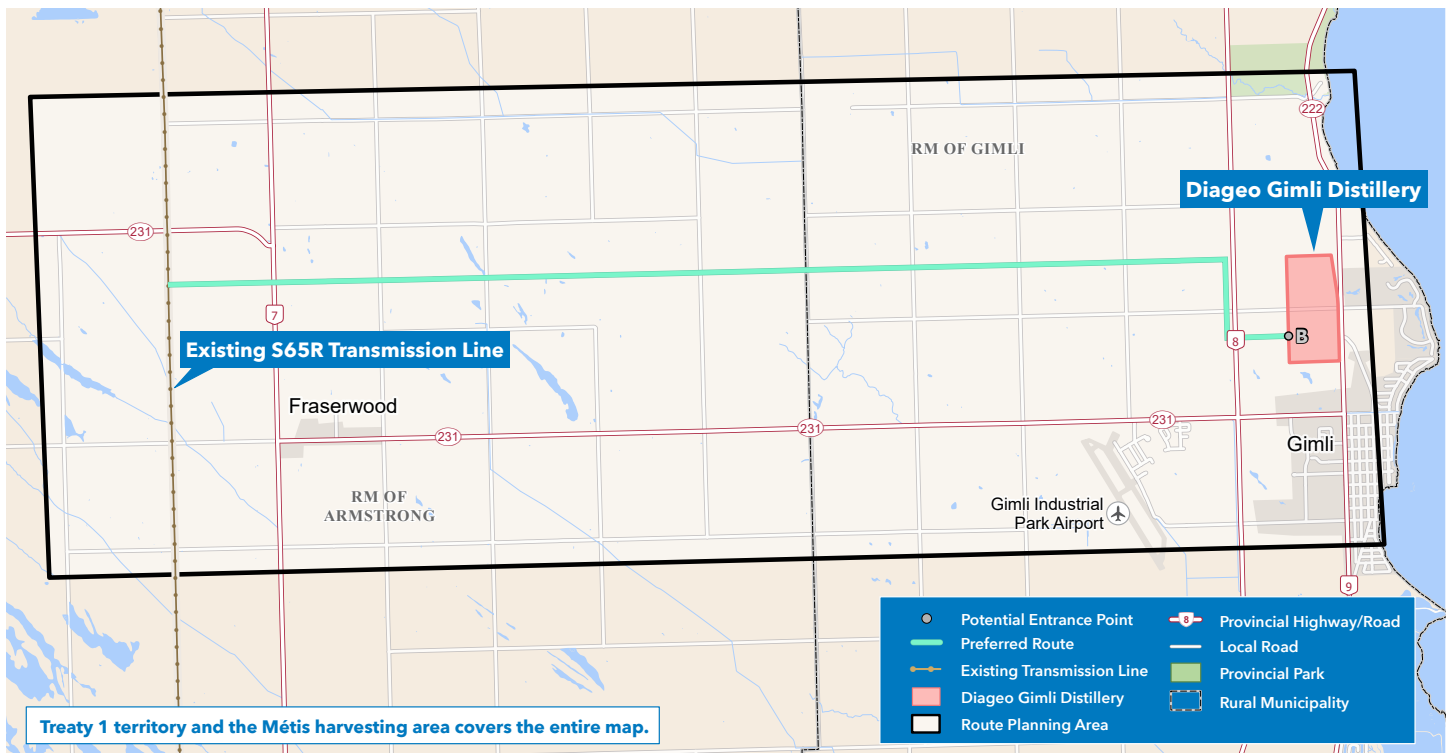 222
RM OF GIMLI
Diageo Gimli Distillery
231
7
Existing S65R Transmission Line
8
B
Fraserwood
231
231
231
Gimli
RM OF
ARMSTRONG
Gimli Industrial
Park Airport
9
Potential Entrance Point
Preferred Route
Existing Transmission Line
Diageo Gimli Distillery
Route Planning Area
8
Provincial Highway/Road
Local Road
Provincial Park
Rural Municipality
Treaty 1 territory and the Métis harvesting area covers the entire map.